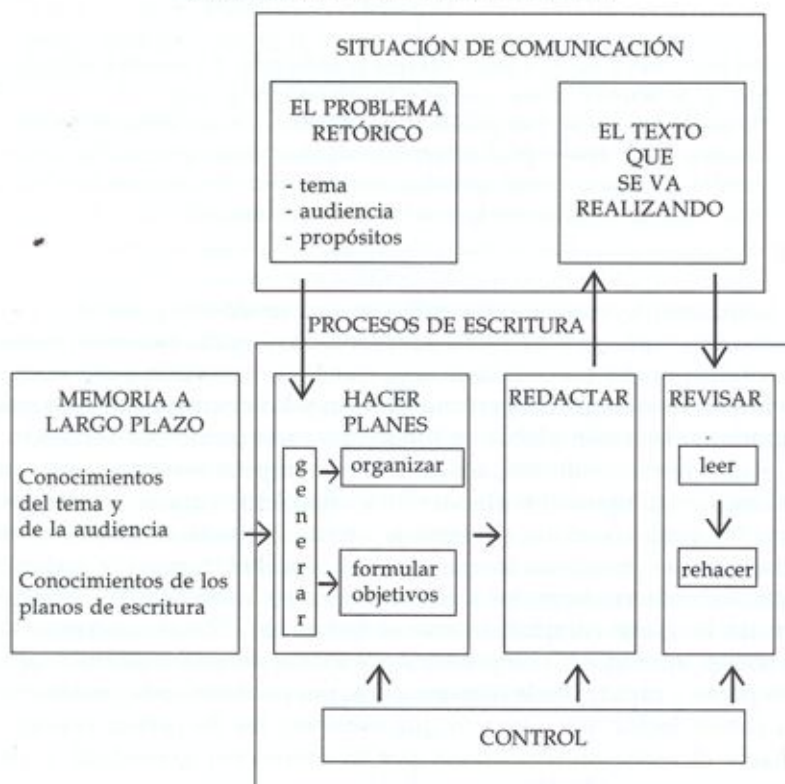 SITUACIÓN DE COMUNICACIÓN
EL PROBLEMA
RETÓRICO
- tema
- audiencia
- propósitos
EL TEXTO
QUE
SE VA
REALIZANDO
PROCESOS DE ESCRITURA
MEMORIA A
LARGO PLAZO
Conocimientos
del tema y
de la audiencia
Conocimientos de los
planos de escritura
HACER
PLANES
generar
organizar
formular
objetivos
REDACTAR
REVISAR
leer
rehacer
CONTROL